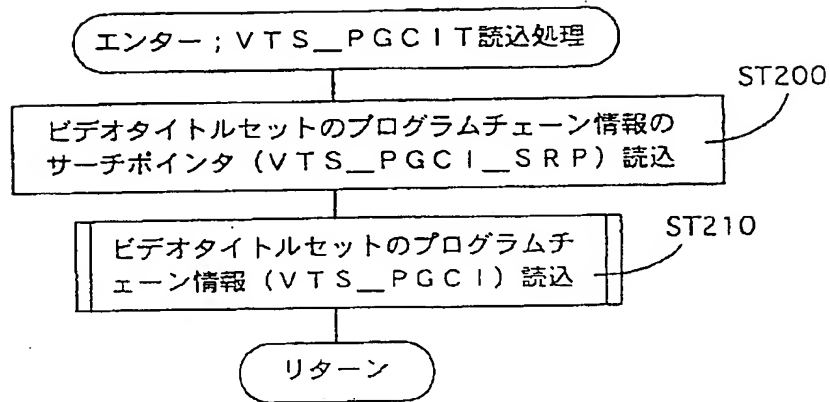 エンター；ＶＴＳ＿ＰＧＣＩＴ読込処理
ST200
ビデオタイトルセットのプログラムチェーン情報の
サーチポインタ（ＶＴＳ＿ＰＧＣＩ＿ＳＲＰ）読込
ST210
ビデオタイトルセットのプログラムチ
ェーン情報（ＶＴＳ＿ＰＧＣＩ）読込
リターン